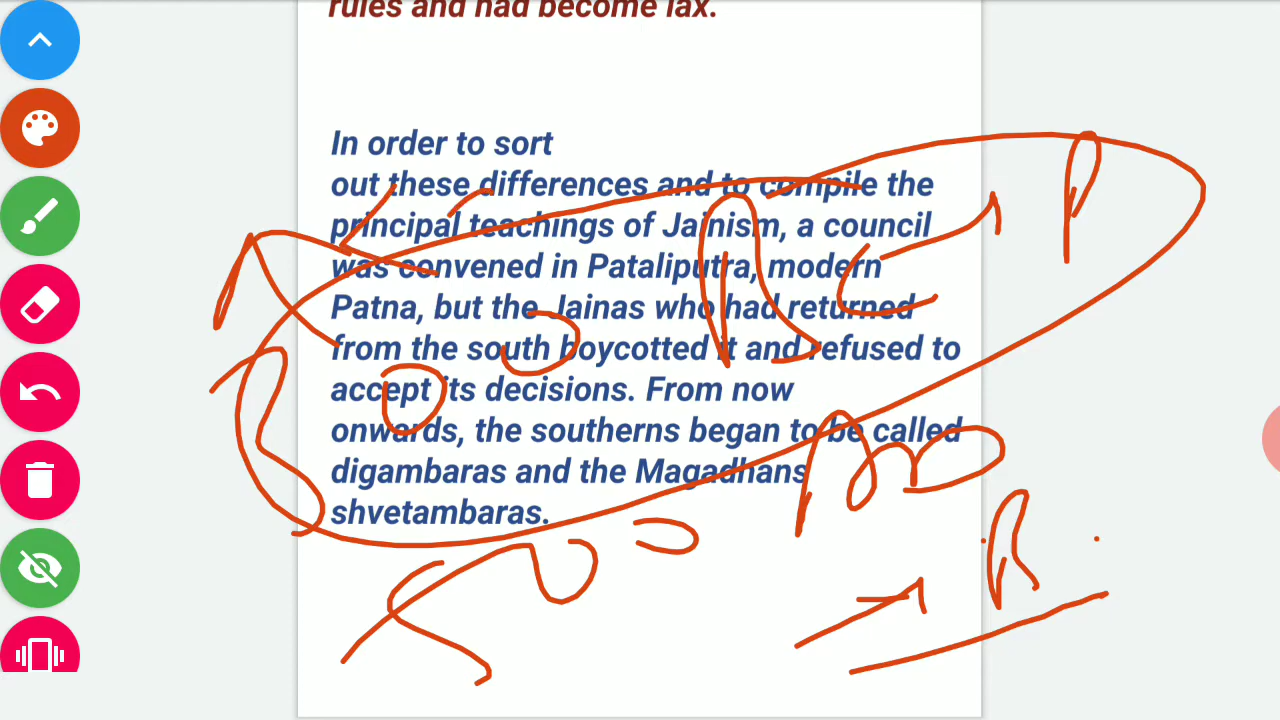 rules and had become lax.
In order to sort
out these differences and to compile the
principal teachings of Jainism, a council
was convened in Pataliputra, modern
Patna, but the Jainas who had returned
from the south boycotted it and refused to
accept its decisions. From now
onwards, the southerns began to be called
digambaras and the Magadhans
shvetambaras.